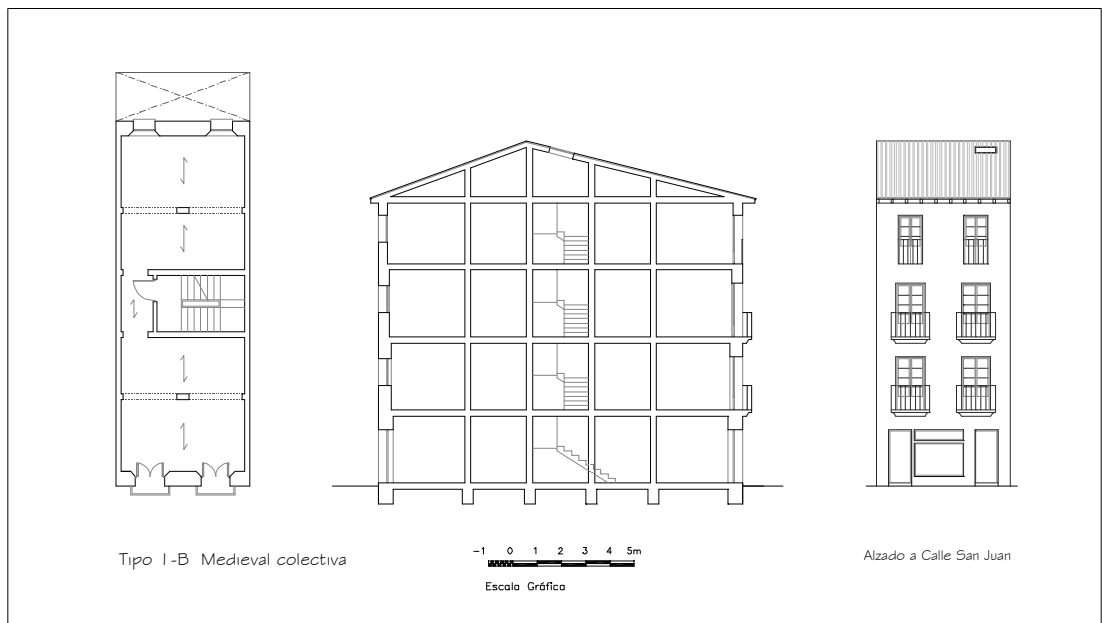 Tipo 1-B Medieval colectiva
-1 0 1 2 3 4 5m
Escala Gráfica
Alzado a Calle San Juan